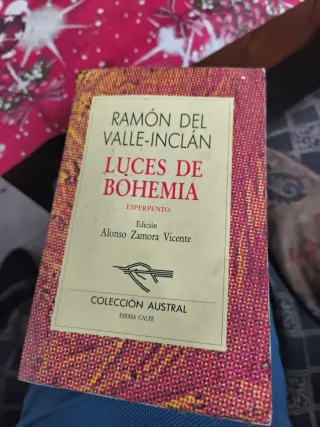 RAMÓN DEL
VALLE-INCLÁN
LUCES DE
BOHEMIA
ESPERPENTO
Edición
Alonso Zamora Vicente
COLECCIÓN AUSTRAL
ESPASA CALPE